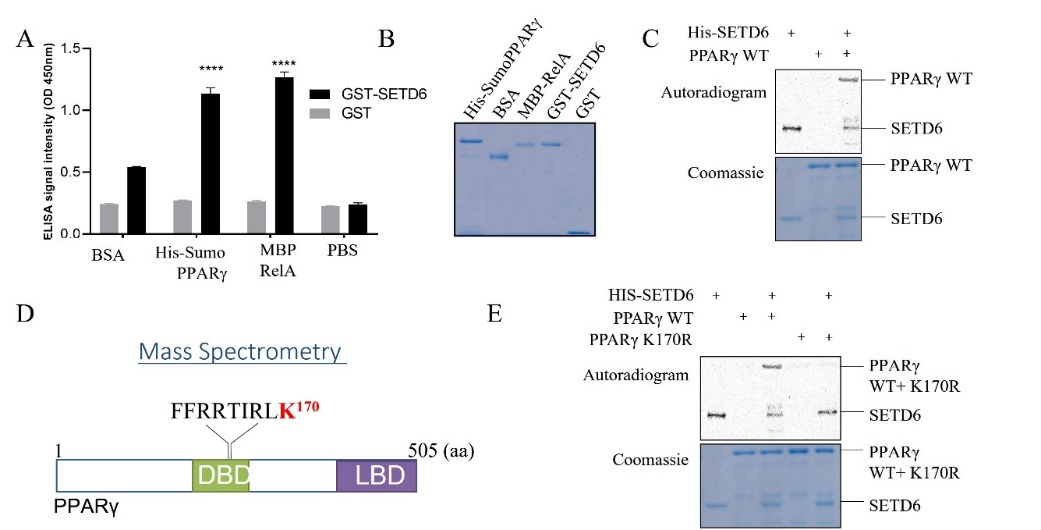 A
ELISA signal intensity (OD 450nm)
1.5
1.0
0.5
0.0
****
****
GST-SETD6
GST
BSA
His-Sumo
PPARγ
MBP
RelA
PBS
B
His-SumoPPARγ
BSA
MBP-RelA
GST-SETD6
GST
C
His-SETD6 + +
PPARγ WT + +
Autoradiogram
PPARγ WT
SETD6
Coomassie
PPARγ WT
SETD6
D
Mass Spectrometry
FFRRTIRLK170
1
505 (aa)
DBD
LBD
PPARγ
E
HIS-SETD6 + + +
PPARγ WT + +
PPARγ K170R + +
Autoradiogram
PPARγ
WT+ K170R
SETD6
Coomassie
PPARγ
WT+ K170R
SETD6